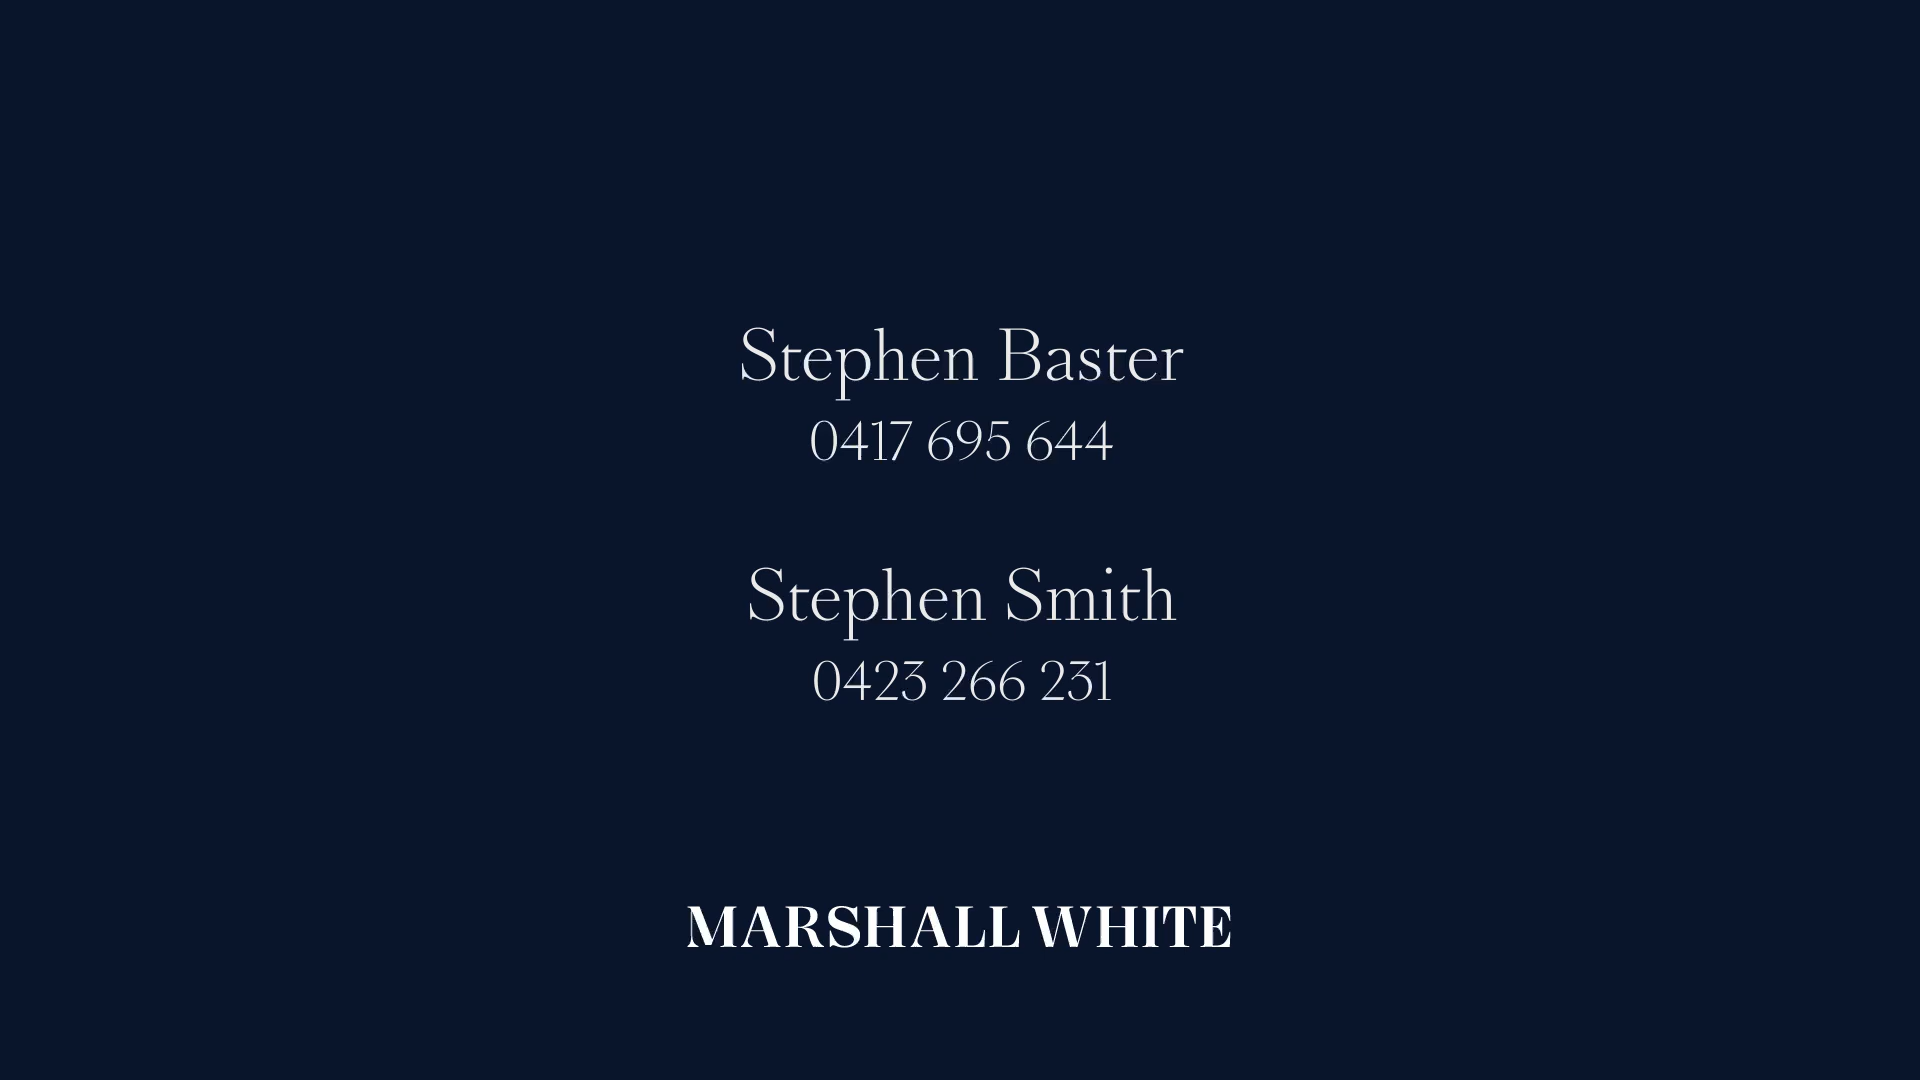 Stephen Baster
0417 695 644
Stephen Smith
0423 266 231
MARSHALL WHITE